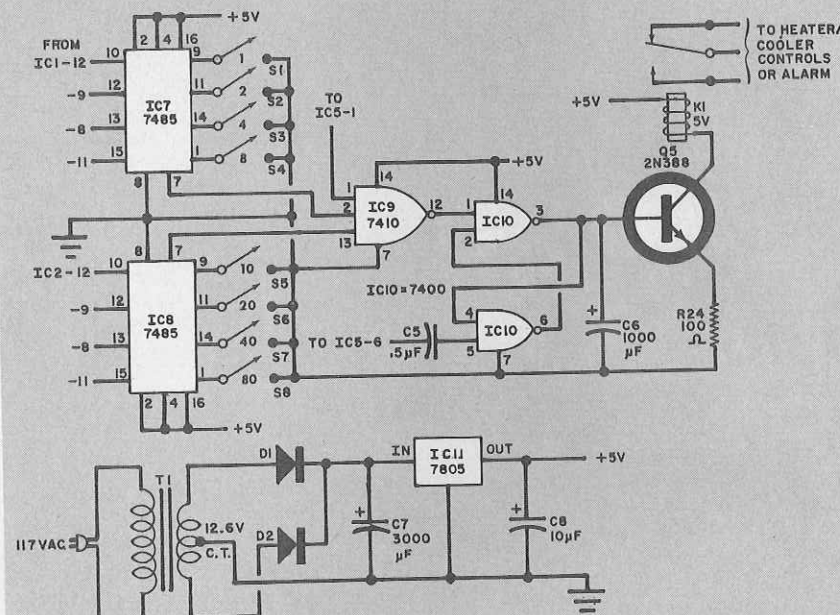 +5V
2 4 16
FROM
IC1-12 10
-9 12
-8 13
-11 15
IC7
7485
9 1 S1
11 2 S2
14 4 S3
1 8 S4
8 7
TO
IC5-1
1
2
13
14
IC9
7410
12
7
+5V
14
1
2
IC10
3
IC10=7400
4
5
IC10
6
7
TO IC5-6
C5
.5µF
+
C6
1000
µF
+5V
K1
5V
Q5
2N388
R24
100
Ω
TO HEATER/
COOLER
CONTROLS
OR ALARM
8 7
IC2-12 10
-9 12
-8 13
-11 15
IC8
7485
9 10 S5
11 20 S6
14 40 S7
1 80 S8
2 4 16
+5V
117VAC
T1
12.6V
C.T.
D1
D2
+
C7
3000
µF
IN
IC11
7805
OUT
+
C8
10µF
+5V